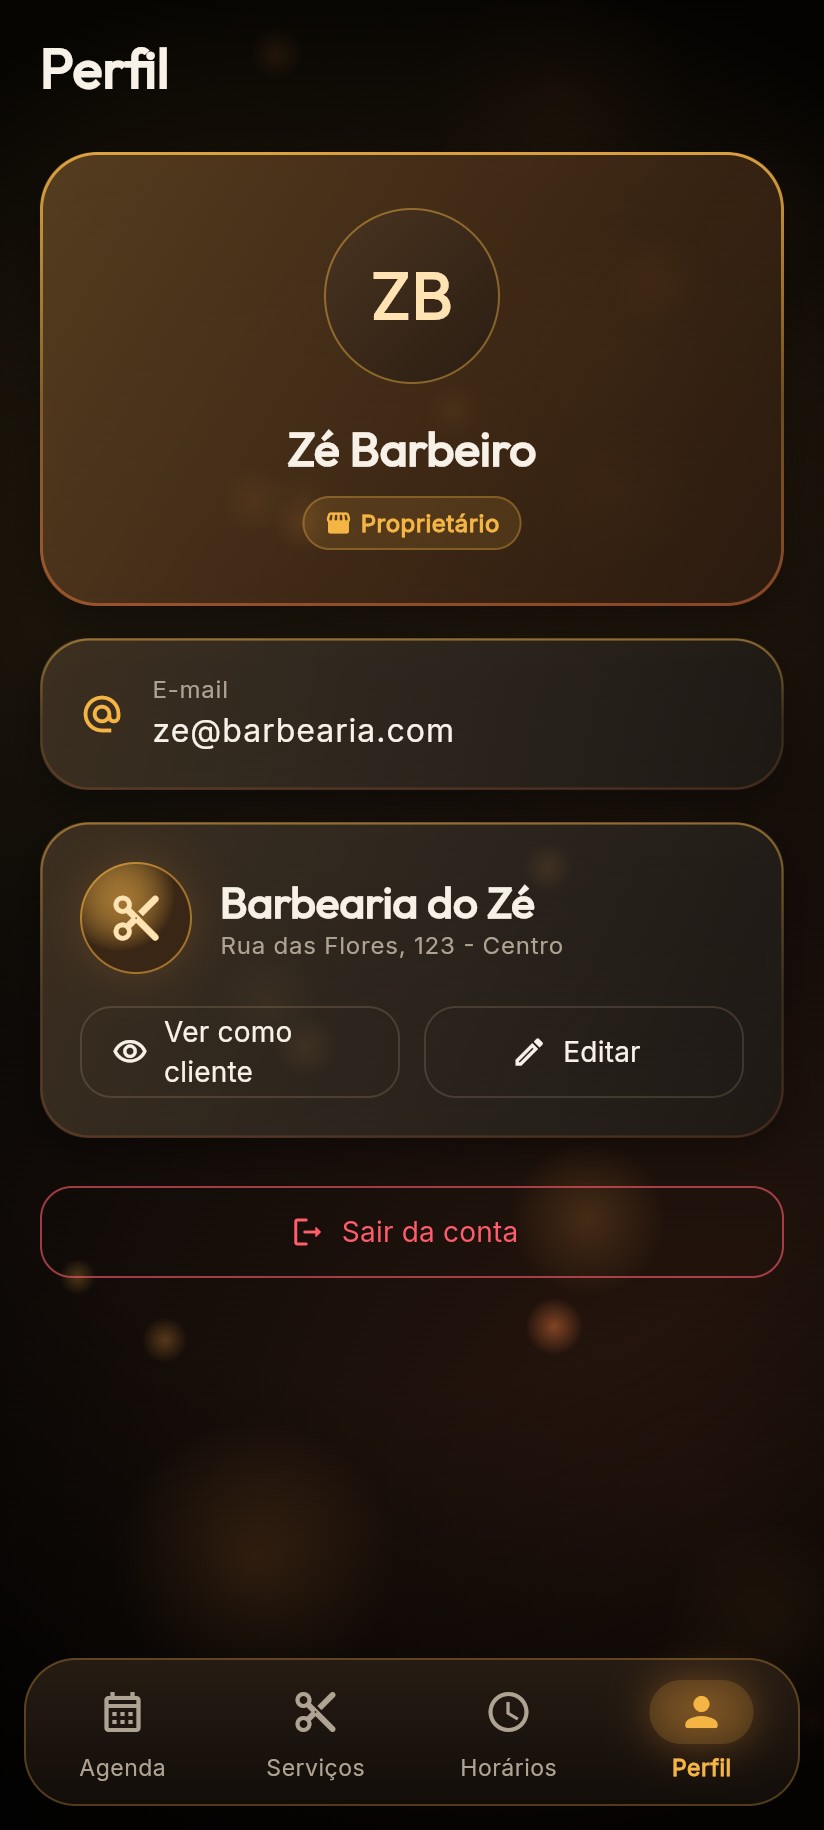 Perfil
ZB
Zé Barbeiro
Proprietário
E-mail
ze@barbearia.com
Barbearia do Zé
Rua das Flores, 123 - Centro
Ver como
cliente
Editar
Sair da conta
Agenda
Serviços
Horários
Perfil